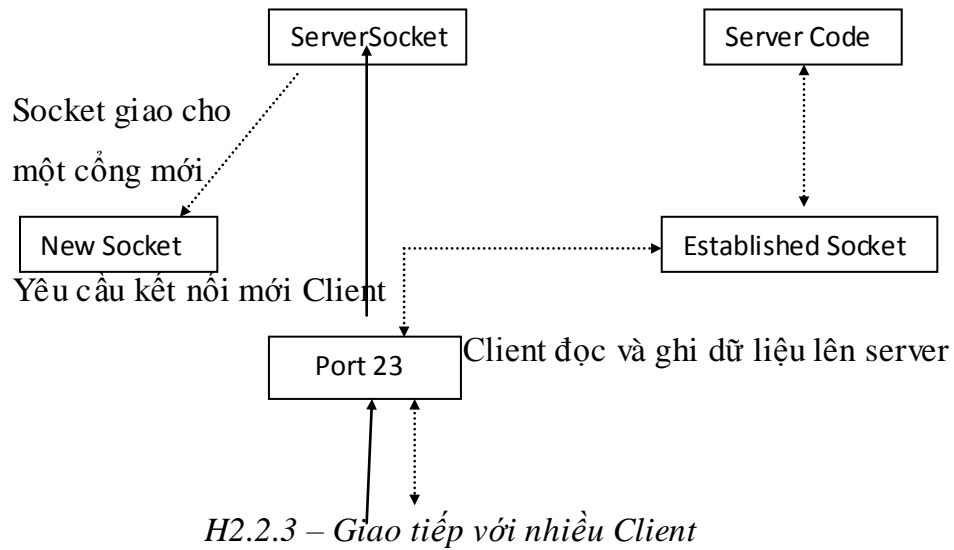 ServerSocket
Server Code
Socket giao cho
một cổng mới
New Socket
Established Socket
Yêu cầu kết nối mới Client
Port 23
Client đọc và ghi dữ liệu lên server
H2.2.3 – Giao tiếp với nhiều Client